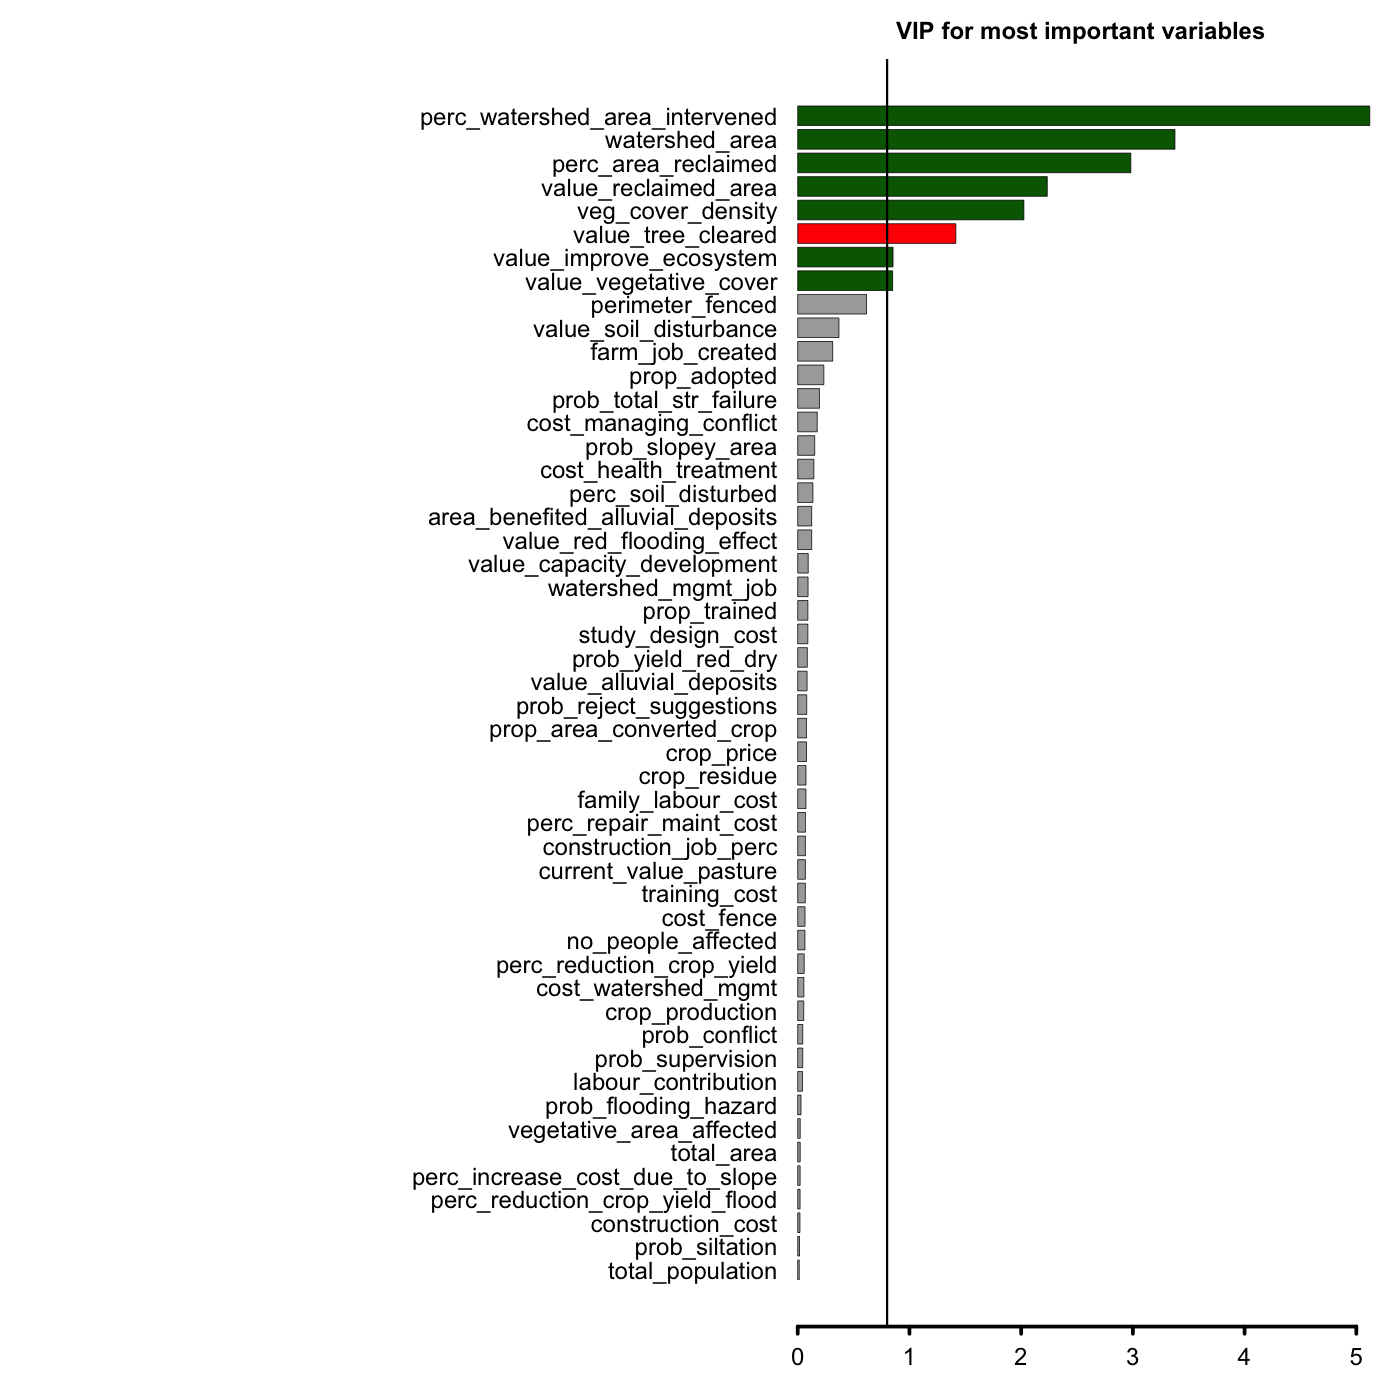 VIP for most important variables
perc_watershed_area_intervened
watershed_area
perc_area_reclaimed
value_reclaimed_area
veg_cover_density
value_tree_cleared
value_improve_ecosystem
value_vegetative_cover
perimeter_fenced
value_soil_disturbance
farm_job_created
prop_adopted
prob_total_str_failure
cost_managing_conflict
prob_slopey_area
cost_health_treatment
perc_soil_disturbed
area_benefited_alluvial_deposits
value_red_flooding_effect
value_capacity_development
watershed_mgmt_job
prop_trained
study_design_cost
prob_yield_red_dry
value_alluvial_deposits
prob_reject_suggestions
prop_area_converted_crop
crop_price
crop_residue
family_labour_cost
perc_repair_maint_cost
construction_job_perc
current_value_pasture
training_cost
cost_fence
no_people_affected
perc_reduction_crop_yield
cost_watershed_mgmt
crop_production
prob_conflict
prob_supervision
labour_contribution
prob_flooding_hazard
vegetative_area_affected
total_area
perc_increase_cost_due_to_slope
perc_reduction_crop_yield_flood
construction_cost
prob_siltation
total_population
0 1 2 3 4 5